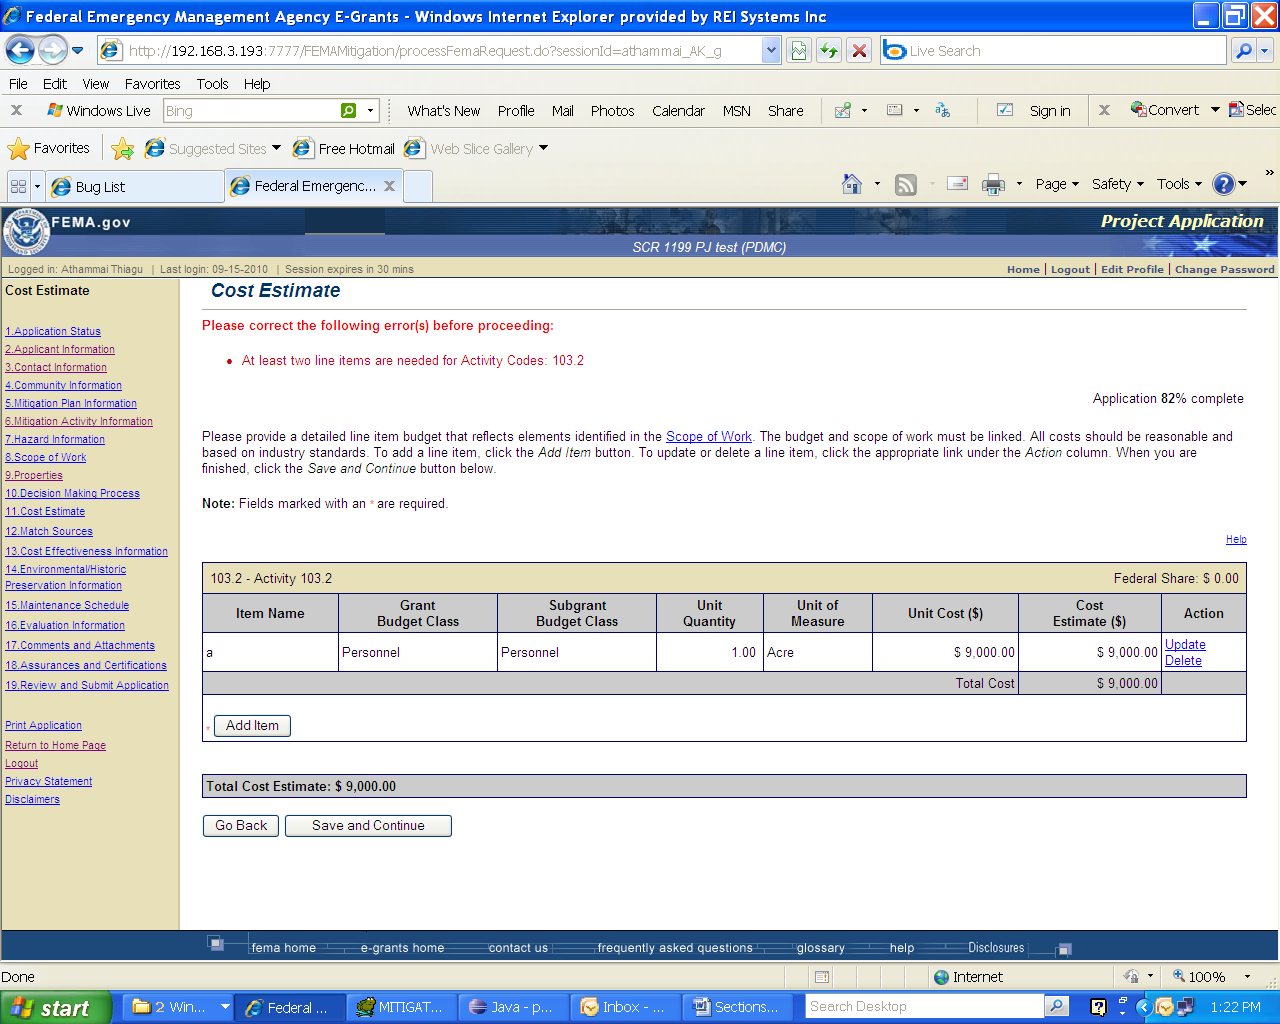 Federal Emergency Management Agency E-Grants - Windows Internet Explorer provided by REI Systems Inc
http://192.168.3.193:7777/FEMAMitigation/processFemaRequest.do?sessionId=athammai_AK_g
Live Search
File Edit View Favorites Tools Help
x Windows Live Bing What's New Profile Mail Photos Calendar MSN Share Sign in x Convert Selec
Favorites Suggested Sites Free Hotmail Web Slice Gallery
Bug List Federal Emergenc... X Page Safety Tools »
FEMA.gov Project Application
SCR 1199 PJ test (PDMC)
Logged in: Athammai Thiagu | Last login: 09-15-2010 | Session expires in 30 mins Home | Logout | Edit Profile | Change Password
Cost Estimate
1.Application Status
2.Applicant Information
3.Contact Information
4.Community Information
5.Mitigation Plan Information
6.Mitigation Activity Information
7.Hazard Information
8.Scope of Work
9.Properties
10.Decision Making Process
11.Cost Estimate
12.Match Sources
13.Cost Effectiveness Information
14.Environmental/Historic
Preservation Information
15.Maintenance Schedule
16.Evaluation Information
17.Comments and Attachments
18.Assurances and Certifications
19.Review and Submit Application
Print Application
Return to Home Page
Logout
Privacy Statement
Disclaimers
Cost Estimate
Please correct the following error(s) before proceeding:
• At least two line items are needed for Activity Codes: 103.2
Application 82% complete
Please provide a detailed line item budget that reflects elements identified in the Scope of Work. The budget and scope of work must be linked. All costs should be reasonable and
based on industry standards. To add a line item, click the Add Item button. To update or delete a line item, click the appropriate link under the Action column. When you are
finished, click the Save and Continue button below.
Note: Fields marked with an * are required.
Help
103.2 - Activity 103.2 Federal Share: $ 0.00
Item Name Grant Budget Class Subgrant Budget Class Unit Quantity Unit of Measure Unit Cost ($) Cost Estimate ($) Action
a Personnel Personnel 1.00 Acre $ 9,000.00 $ 9,000.00 Update
Delete
Total Cost $ 9,000.00
* Add Item
Total Cost Estimate: $ 9,000.00
Go Back Save and Continue
fema home e-grants home contact us frequently asked questions glossary help Disclosures
Done Internet 100%
start 2 Win... Federal ... MITIGAT... Java - p... Inbox - ... Sections... Search Desktop 1:22 PM